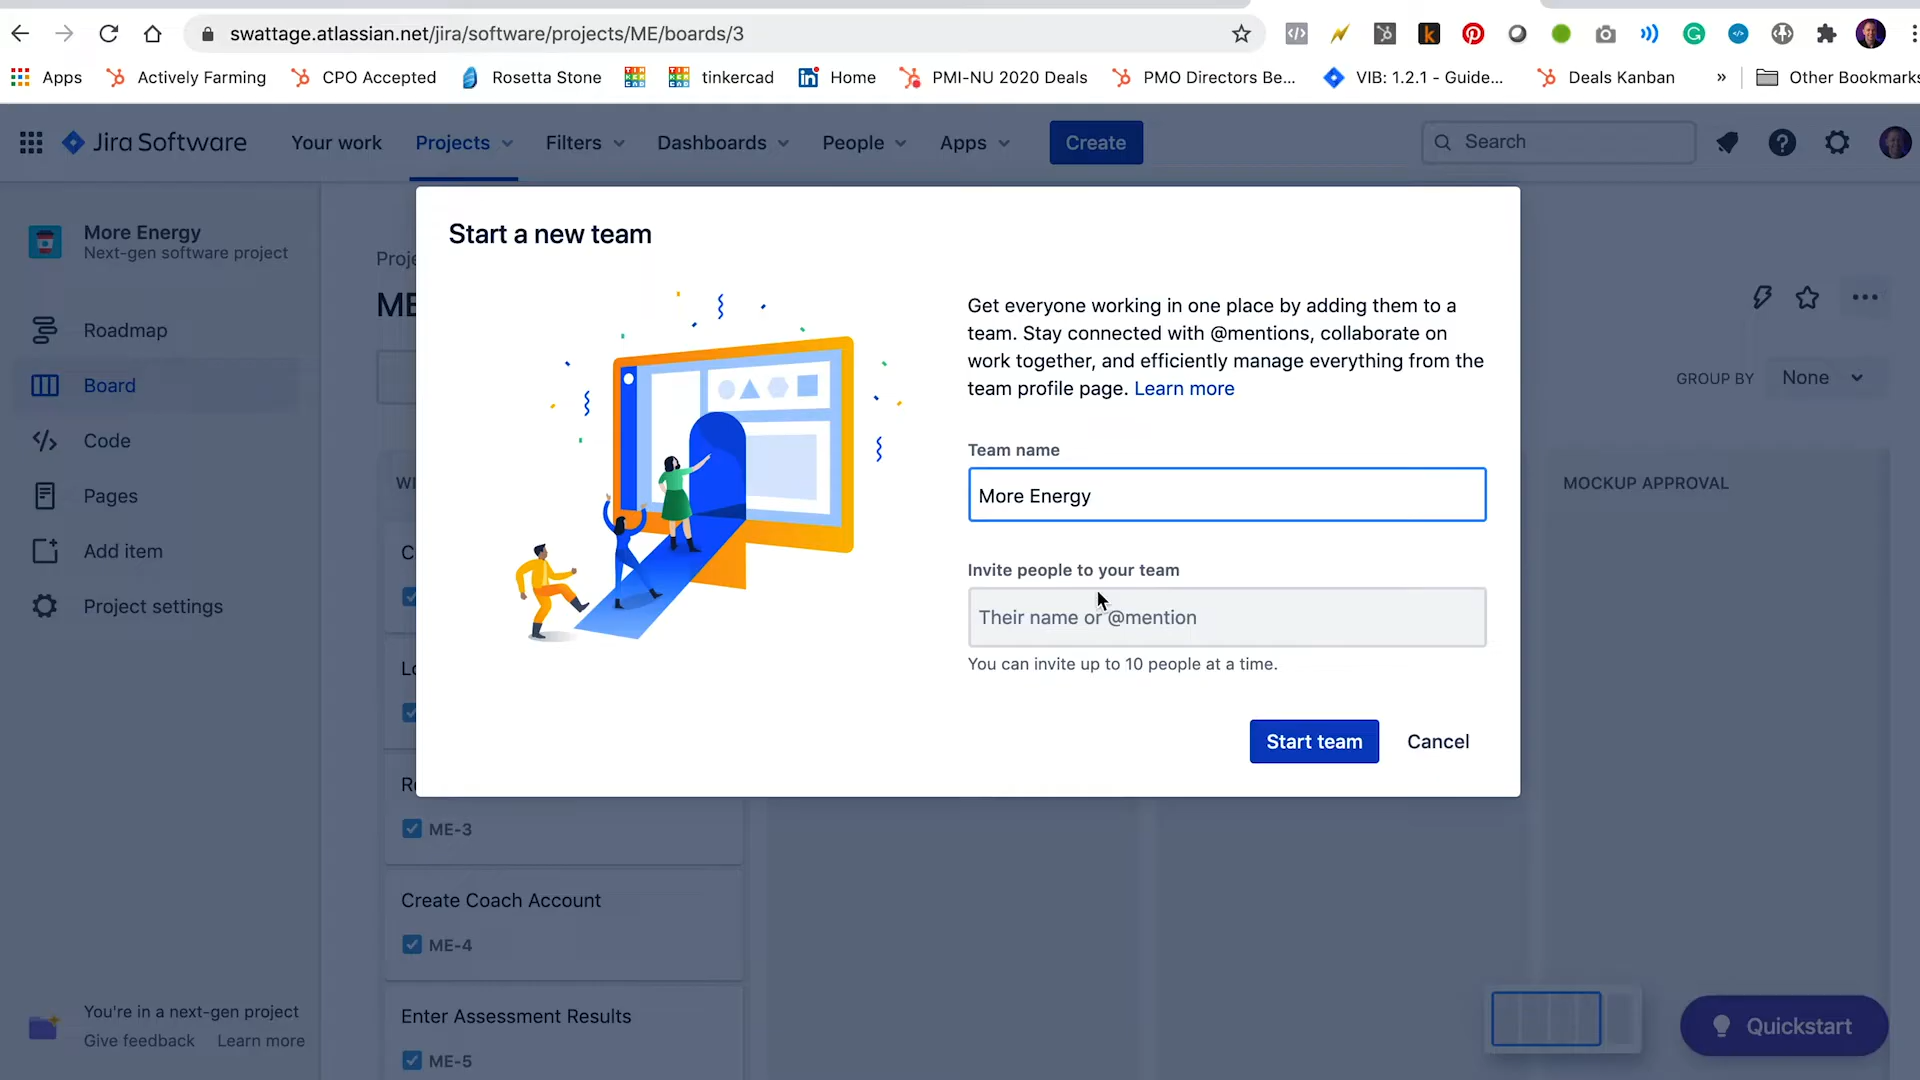 swattage.atlassian.net/jira/software/projects/ME/boards/3
Apps
Actively Farming
CPO Accepted
Rosetta Stone
tinkercad
Home
PMI-NU 2020 Deals
PMO Directors Be...
VIB: 1.2.1 - Guide...
Deals Kanban
»
Other Bookmarks
Jira Software
Your work
Projects
Filters
Dashboards
People
Apps
Create
Search
More Energy
Next-gen software project
Roadmap
Board
Code
Pages
Add item
Project settings
You're in a next-gen project
Give feedback
Learn more
Proje
ME
GROUP BY
None
MOCKUP APPROVAL
Start a new team
Get everyone working in one place by adding them to a
team. Stay connected with @mentions, collaborate on
work together, and efficiently manage everything from the
team profile page. Learn more
Team name
More Energy
Invite people to your team
Their name or @mention
You can invite up to 10 people at a time.
Start team
Cancel
ME-3
Create Coach Account
ME-4
Enter Assessment Results
ME-5
Quickstart